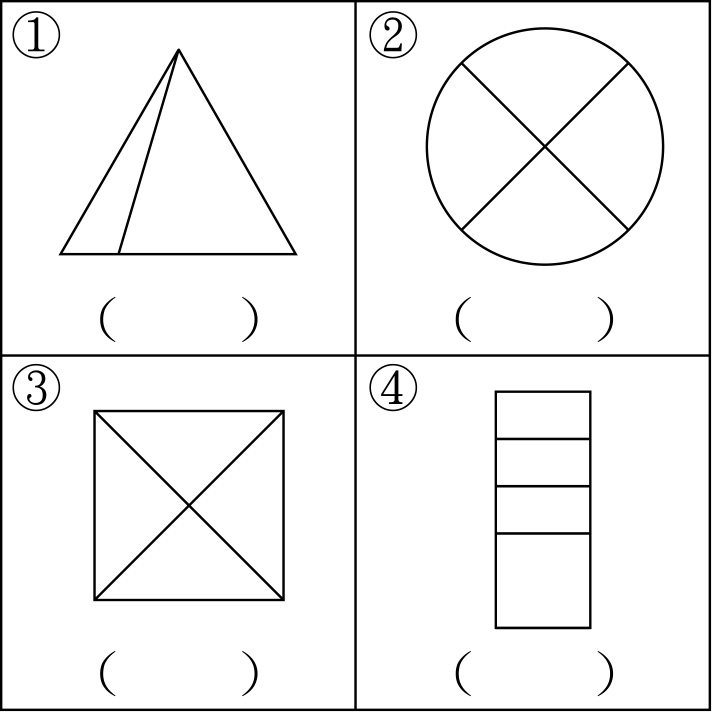 ① ②
( ) ( )
③ ④
( ) ( )